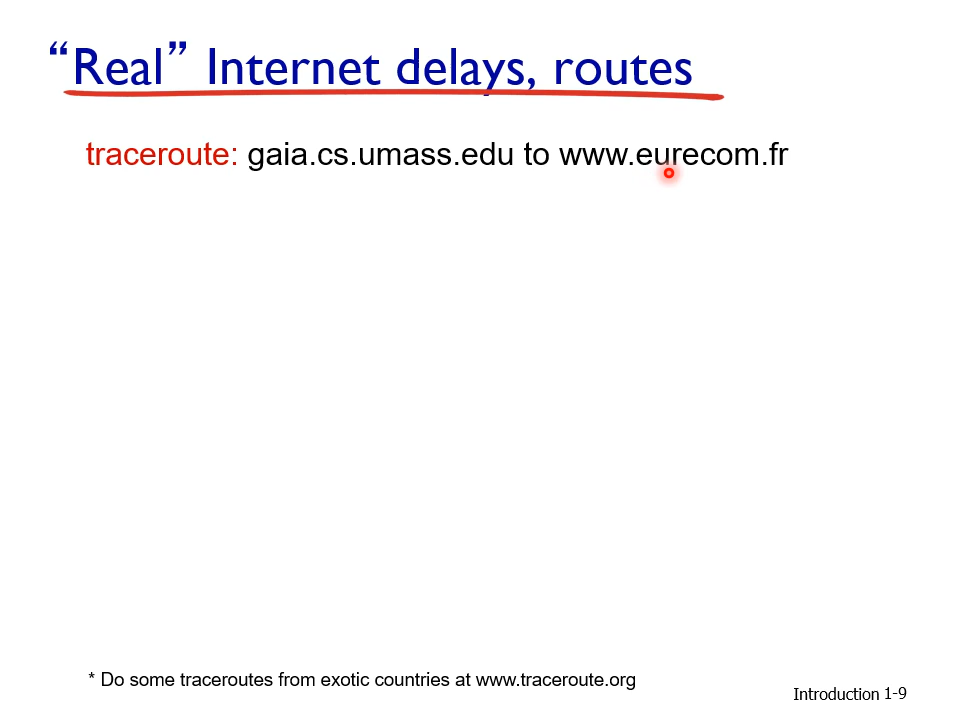 “Real” Internet delays, routes
traceroute: gaia.cs.umass.edu to www.eurecom.fr
* Do some traceroutes from exotic countries at www.traceroute.org
Introduction 1-9